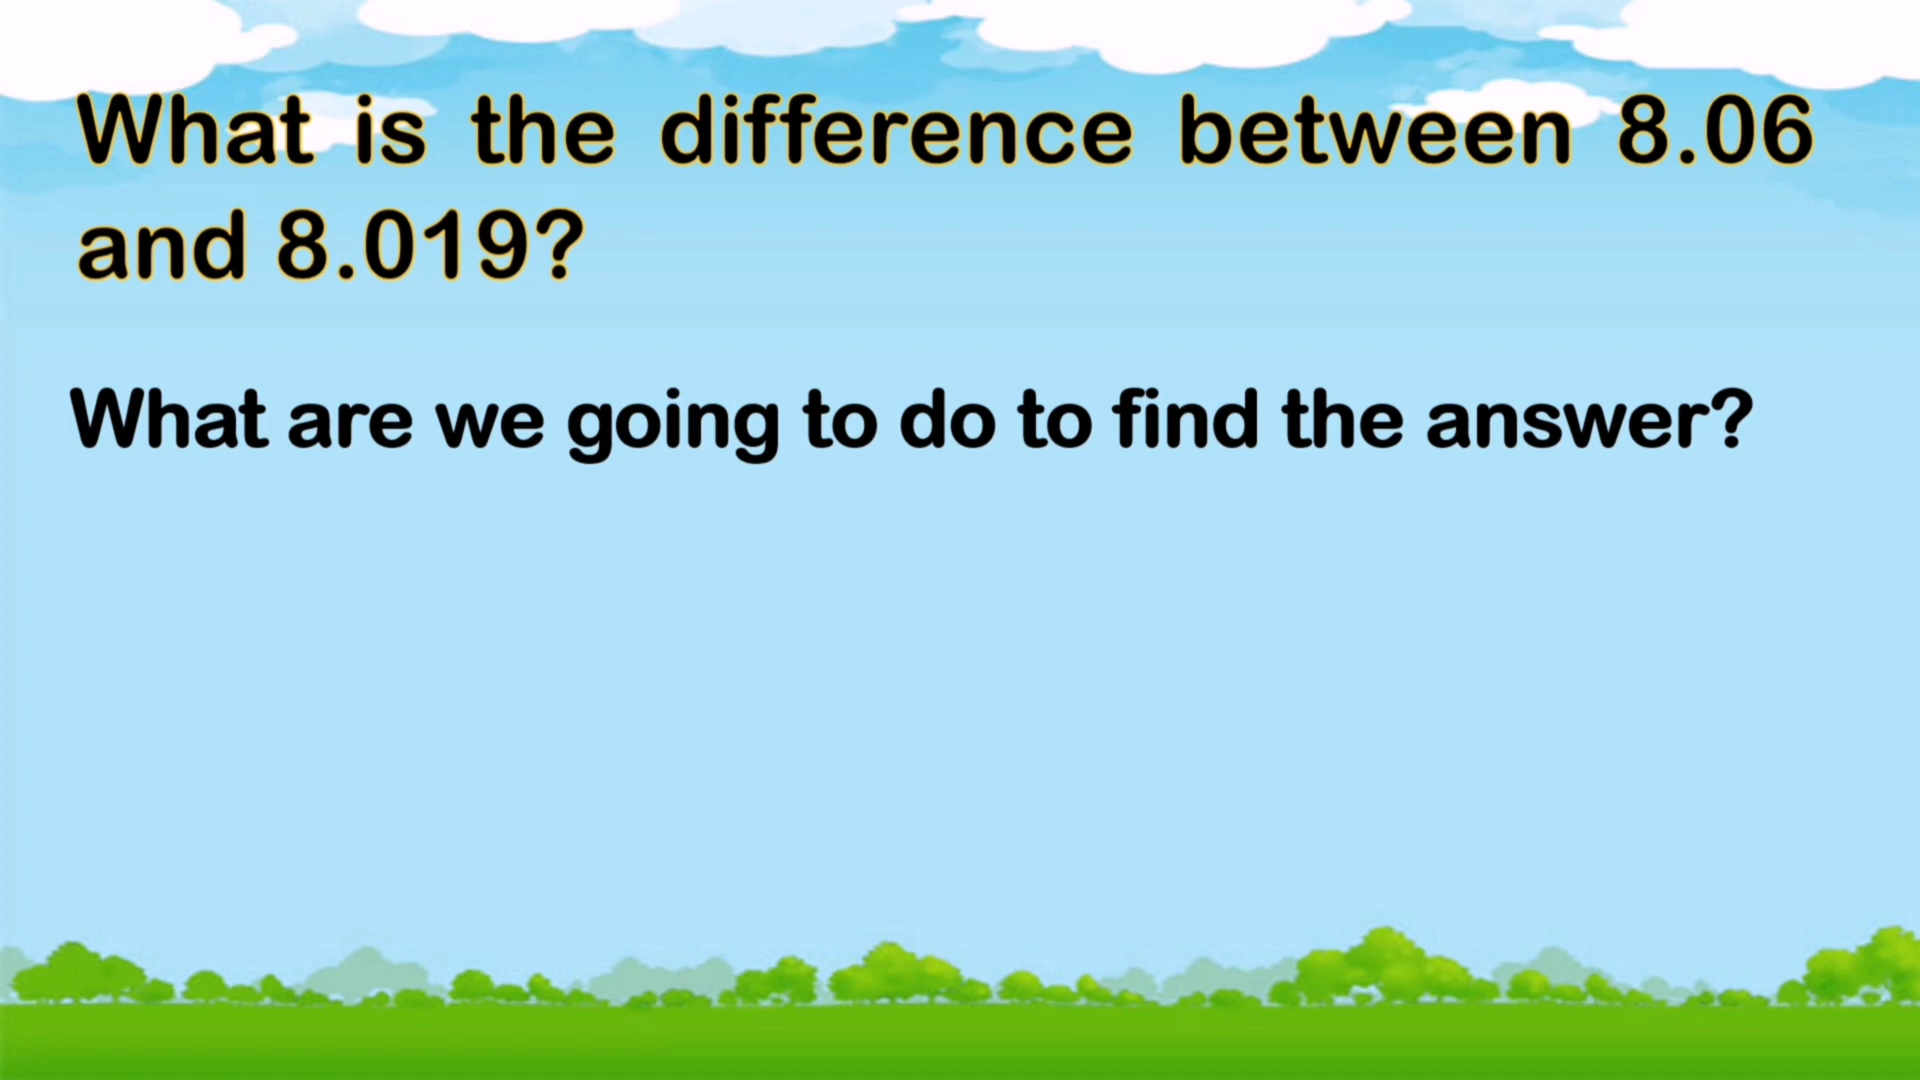 What is the difference between 8.06
and 8.019?
What are we going to do to find the answer?